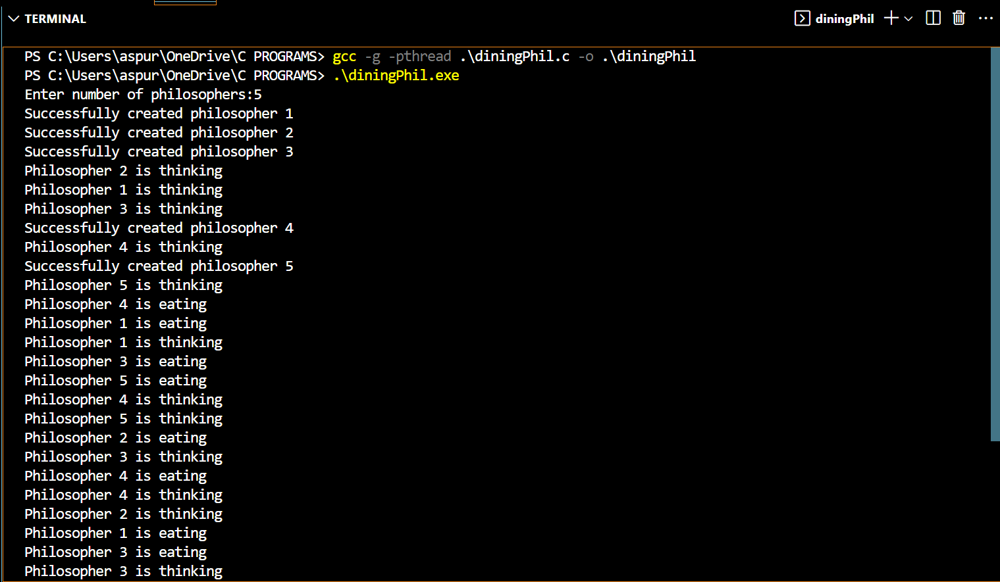 TERMINAL
diningPhil
PS C:\Users\aspur\OneDrive\C PROGRAMS> gcc -g -pthread .\diningPhil.c -o .\diningPhil
PS C:\Users\aspur\OneDrive\C PROGRAMS> .\diningPhil.exe
Enter number of philosophers:5
Successfully created philosopher 1
Successfully created philosopher 2
Successfully created philosopher 3
Philosopher 2 is thinking
Philosopher 1 is thinking
Philosopher 3 is thinking
Successfully created philosopher 4
Philosopher 4 is thinking
Successfully created philosopher 5
Philosopher 5 is thinking
Philosopher 4 is eating
Philosopher 1 is eating
Philosopher 1 is thinking
Philosopher 3 is eating
Philosopher 5 is eating
Philosopher 4 is thinking
Philosopher 5 is thinking
Philosopher 2 is eating
Philosopher 3 is thinking
Philosopher 4 is eating
Philosopher 4 is thinking
Philosopher 2 is thinking
Philosopher 1 is eating
Philosopher 3 is eating
Philosopher 3 is thinking